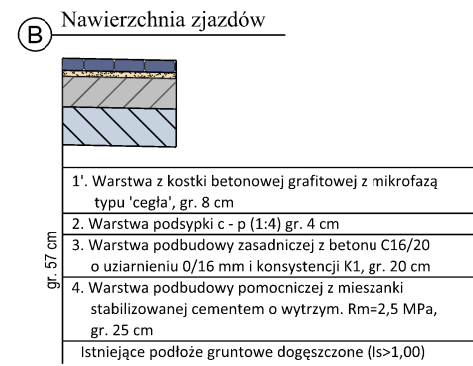 B
Nawierzchnia zjazdów
gr. 57 cm
1'. Warstwa z kostki betonowej grafitowej z mikrofazą
typu 'cegła', gr. 8 cm
2. Warstwa podsypki c - p (1:4) gr. 4 cm
3. Warstwa podbudowy zasadniczej z betonu C16/20
o uziarnieniu 0/16 mm i konsystencji K1, gr. 20 cm
4. Warstwa podbudowy pomocniczej z mieszanki
stabilizowanej cementem o wytrzym. Rm=2,5 MPa,
gr. 25 cm
Istniejące podłoże gruntowe dogęszczone (Is>1,00)